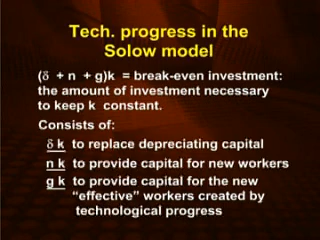 Tech. progress in the
Solow model
(δ + n + g)k = break-even investment:
the amount of investment necessary
to keep k constant.
Consists of:
δ k to replace depreciating capital
n k to provide capital for new workers
g k to provide capital for the new
“effective” workers created by
technological progress